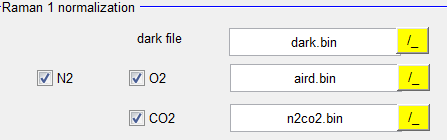 Raman 1 normalization
dark file dark.bin /_
N2 O2 aird.bin /_
CO2 n2co2.bin /_